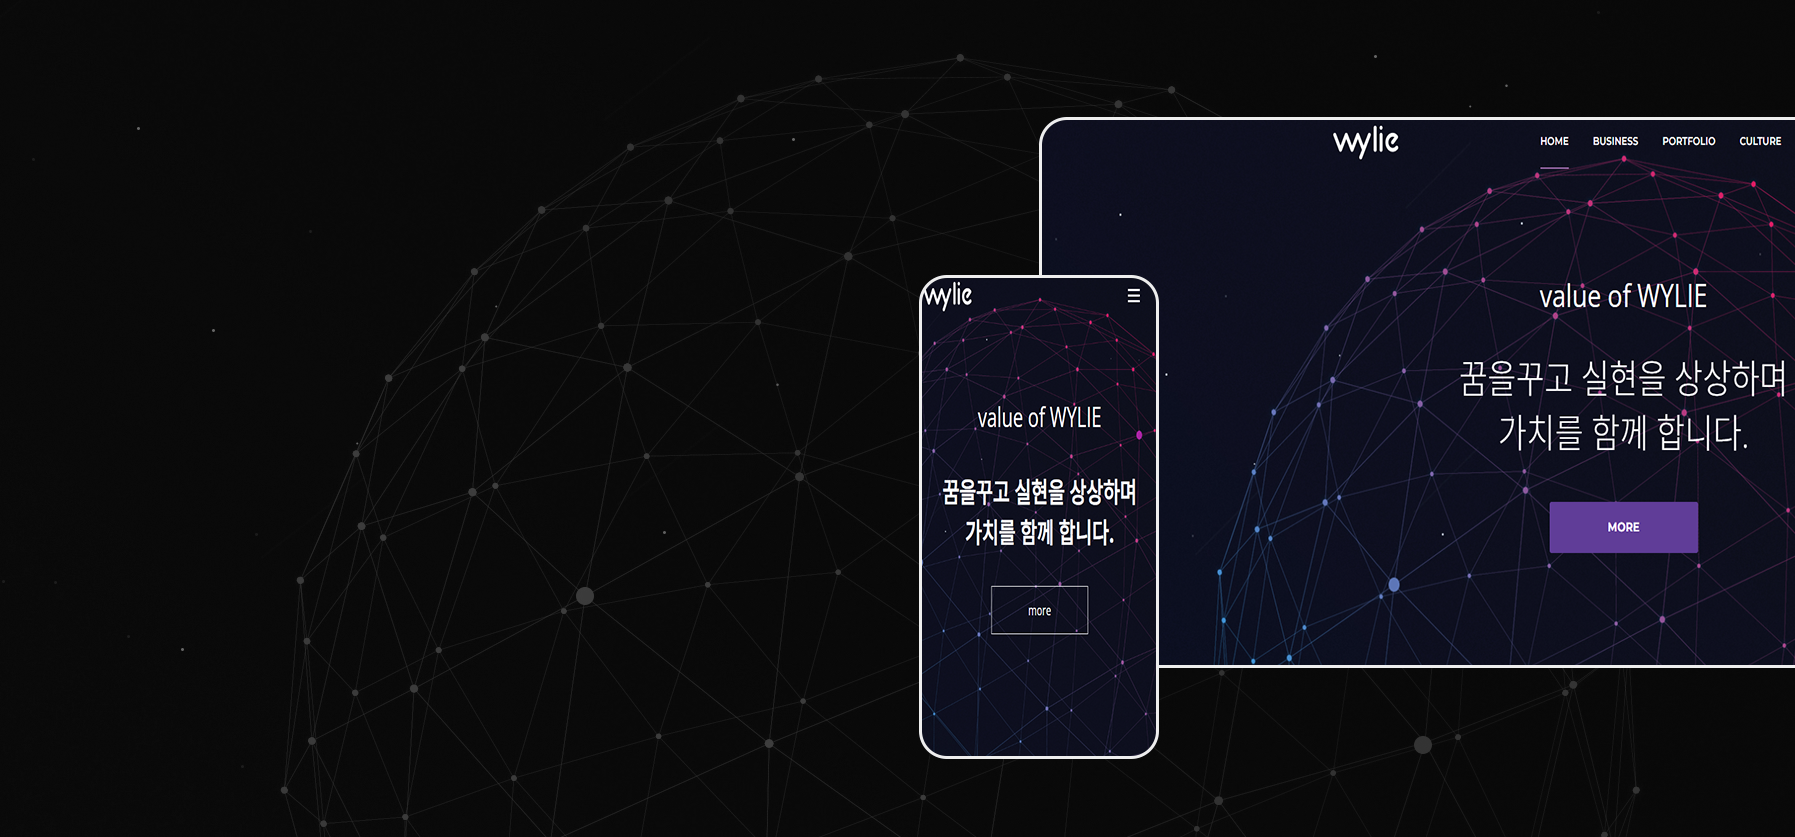 wylie
HOME BUSINESS PORTFOLIO CULTURE
value of WYLIE
꿈을꾸고 실현을 상상하며
가치를 함께 합니다.
MORE
wylie
value of WYLIE
꿈을꾸고 실현을 상상하며
가치를 함께 합니다.
more